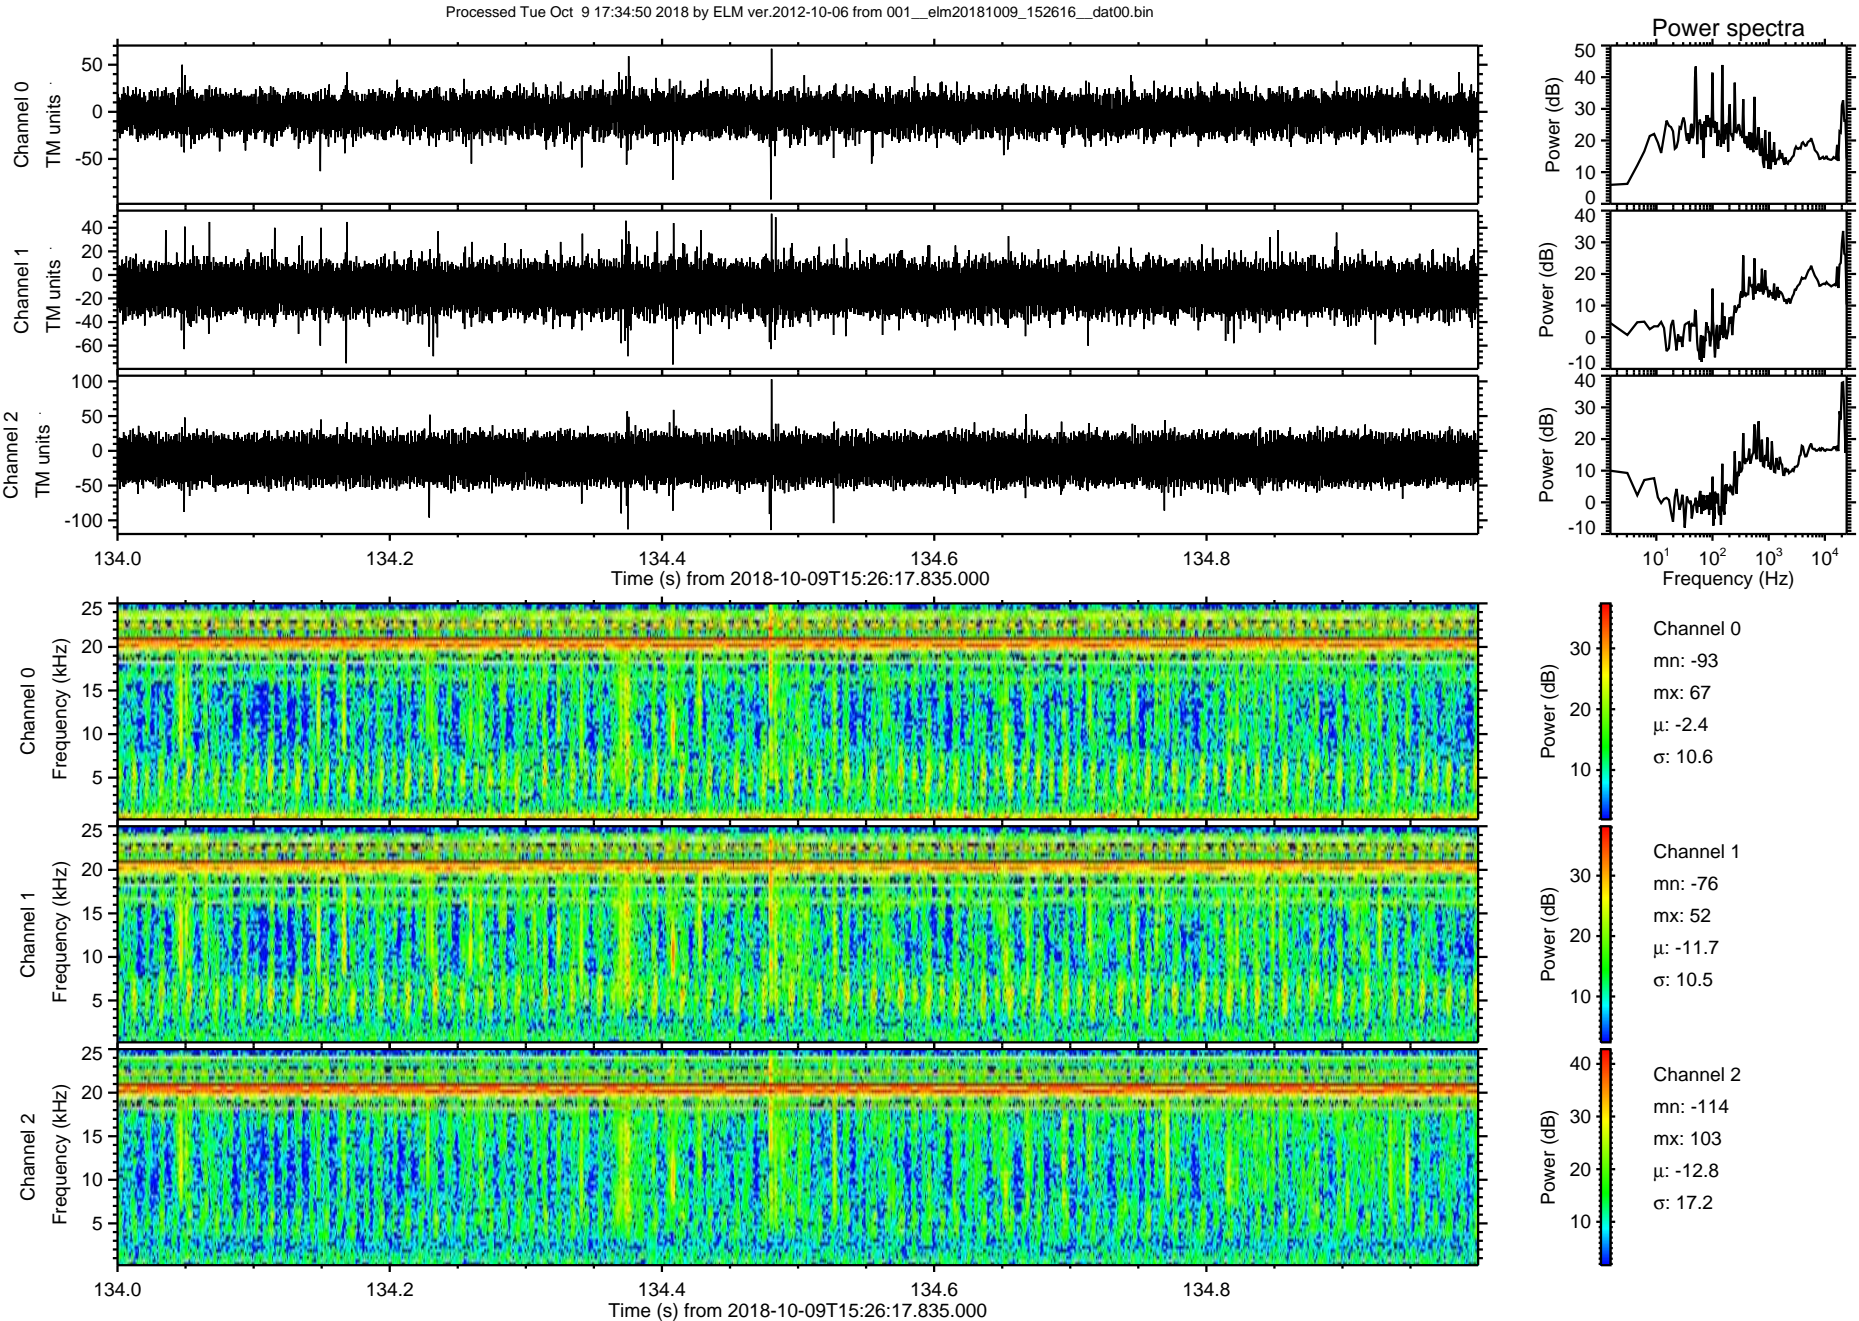 Processed Tue Oct  9 17:34:50 2018 by ELM ver.2012-10-06 from 001__elm20181009_152616__dat00.bin
Power spectra
Channel 0
TM units
50
0
-50
Power (dB)
50
40
30
20
10
0
Channel 1
TM units
40
20
0
-20
-40
-60
Power (dB)
40
30
20
10
0
-10
Channel 2
TM units
100
50
0
-50
-100
Power (dB)
40
30
20
10
0
-10
134.0 134.2 134.4 134.6 134.8
Time (s) from 2018-10-09T15:26:17.835.000
10^1 10^2 10^3 10^4
Frequency (Hz)
Channel 0
Frequency (kHz)
25
20
15
10
5
Power (dB)
30
20
10
Channel 0
mn: -93
mx: 67
μ: -2.4
σ: 10.6
Channel 1
Frequency (kHz)
25
20
15
10
5
Power (dB)
30
20
10
Channel 1
mn: -76
mx: 52
μ: -11.7
σ: 10.5
Channel 2
Frequency (kHz)
25
20
15
10
5
Power (dB)
40
30
20
10
Channel 2
mn: -114
mx: 103
μ: -12.8
σ: 17.2
134.0 134.2 134.4 134.6 134.8
Time (s) from 2018-10-09T15:26:17.835.000